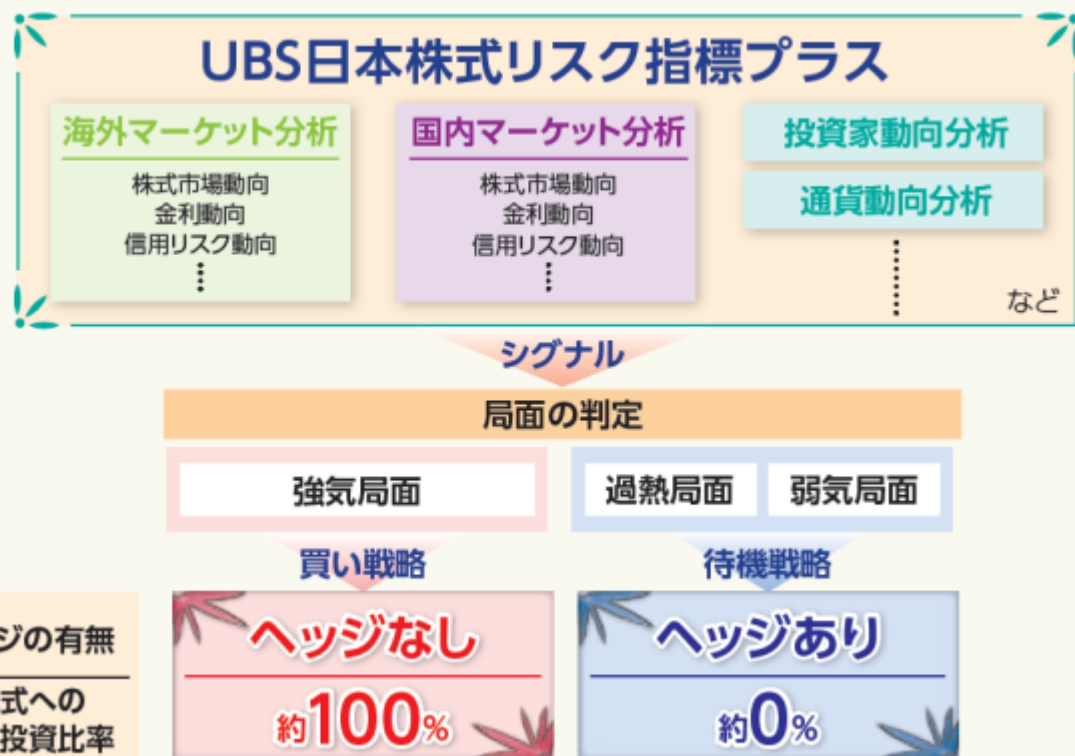 UBS日本株式リスク指標プラス
海外マーケット分析
株式市場動向
金利動向
信用リスク動向
国内マーケット分析
株式市場動向
金利動向
信用リスク動向
投資家動向分析
通貨動向分析
など
シグナル
局面の判定
強気局面
過熱局面
弱気局面
買い戦略
待機戦略
ジの有無
ヘッジなし
ヘッジあり
式への
投資比率
約100%
約0%